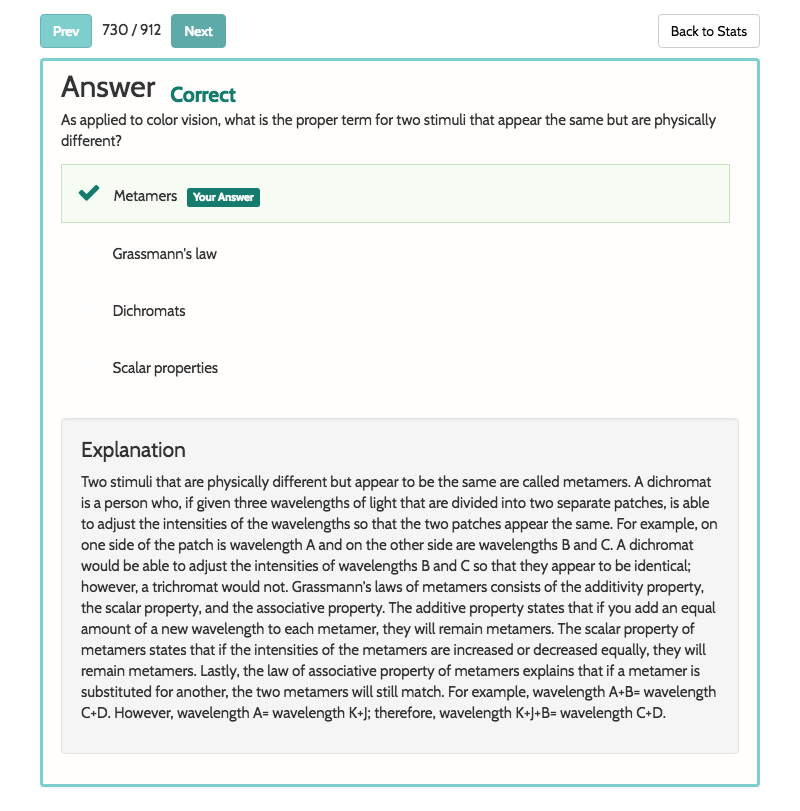 Prev 730 / 912 Next Back to Stats
Answer Correct
As applied to color vision, what is the proper term for two stimuli that appear the same but are physically
different?
Metamers Your Answer
Grassmann's law
Dichromats
Scalar properties
Explanation
Two stimuli that are physically different but appear to be the same are called metamers. A dichromat
is a person who, if given three wavelengths of light that are divided into two separate patches, is able
to adjust the intensities of the wavelengths so that the two patches appear the same. For example, on
one side of the patch is wavelength A and on the other side are wavelengths B and C. A dichromat
would be able to adjust the intensities of wavelengths B and C so that they appear to be identical;
however, a trichromat would not. Grassmann's laws of metamers consists of the additivity property,
the scalar property, and the associative property. The additive property states that if you add an equal
amount of a new wavelength to each metamer, they will remain metamers. The scalar property of
metamers states that if the intensities of the metamers are increased or decreased equally, they will
remain metamers. Lastly, the law of associative property of metamers explains that if a metamer is
substituted for another, the two metamers will still match. For example, wavelength A+B= wavelength
C+D. However, wavelength A= wavelength K+J; therefore, wavelength K+J+B= wavelength C+D.